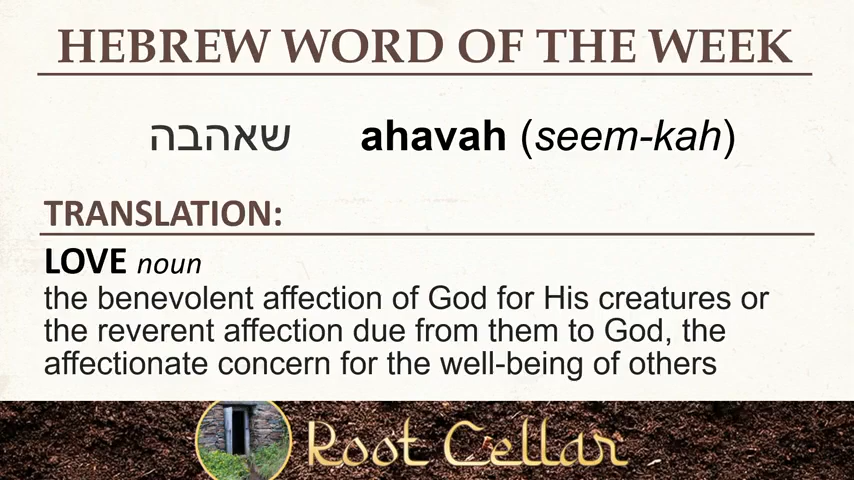 HEBREW WORD OF THE WEEK
שאהבה ahavah (seem-kah)
TRANSLATION:
LOVE noun
the benevolent affection of God for His creatures or
the reverent affection due from them to God, the
affectionate concern for the well-being of others
Root Cellar